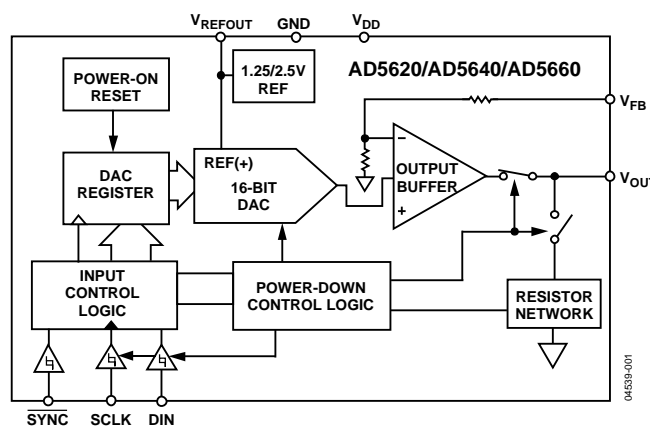 VREFOUT GND VDD
POWER-ON
RESET
1.25/2.5V
REF
AD5620/AD5640/AD5660
VFB
DAC
REGISTER
REF(+)
16-BIT
DAC
OUTPUT
BUFFER
−
+
VOUT
INPUT
CONTROL
LOGIC
POWER-DOWN
CONTROL LOGIC
RESISTOR
NETWORK
SYNC SCLK DIN
04539-001